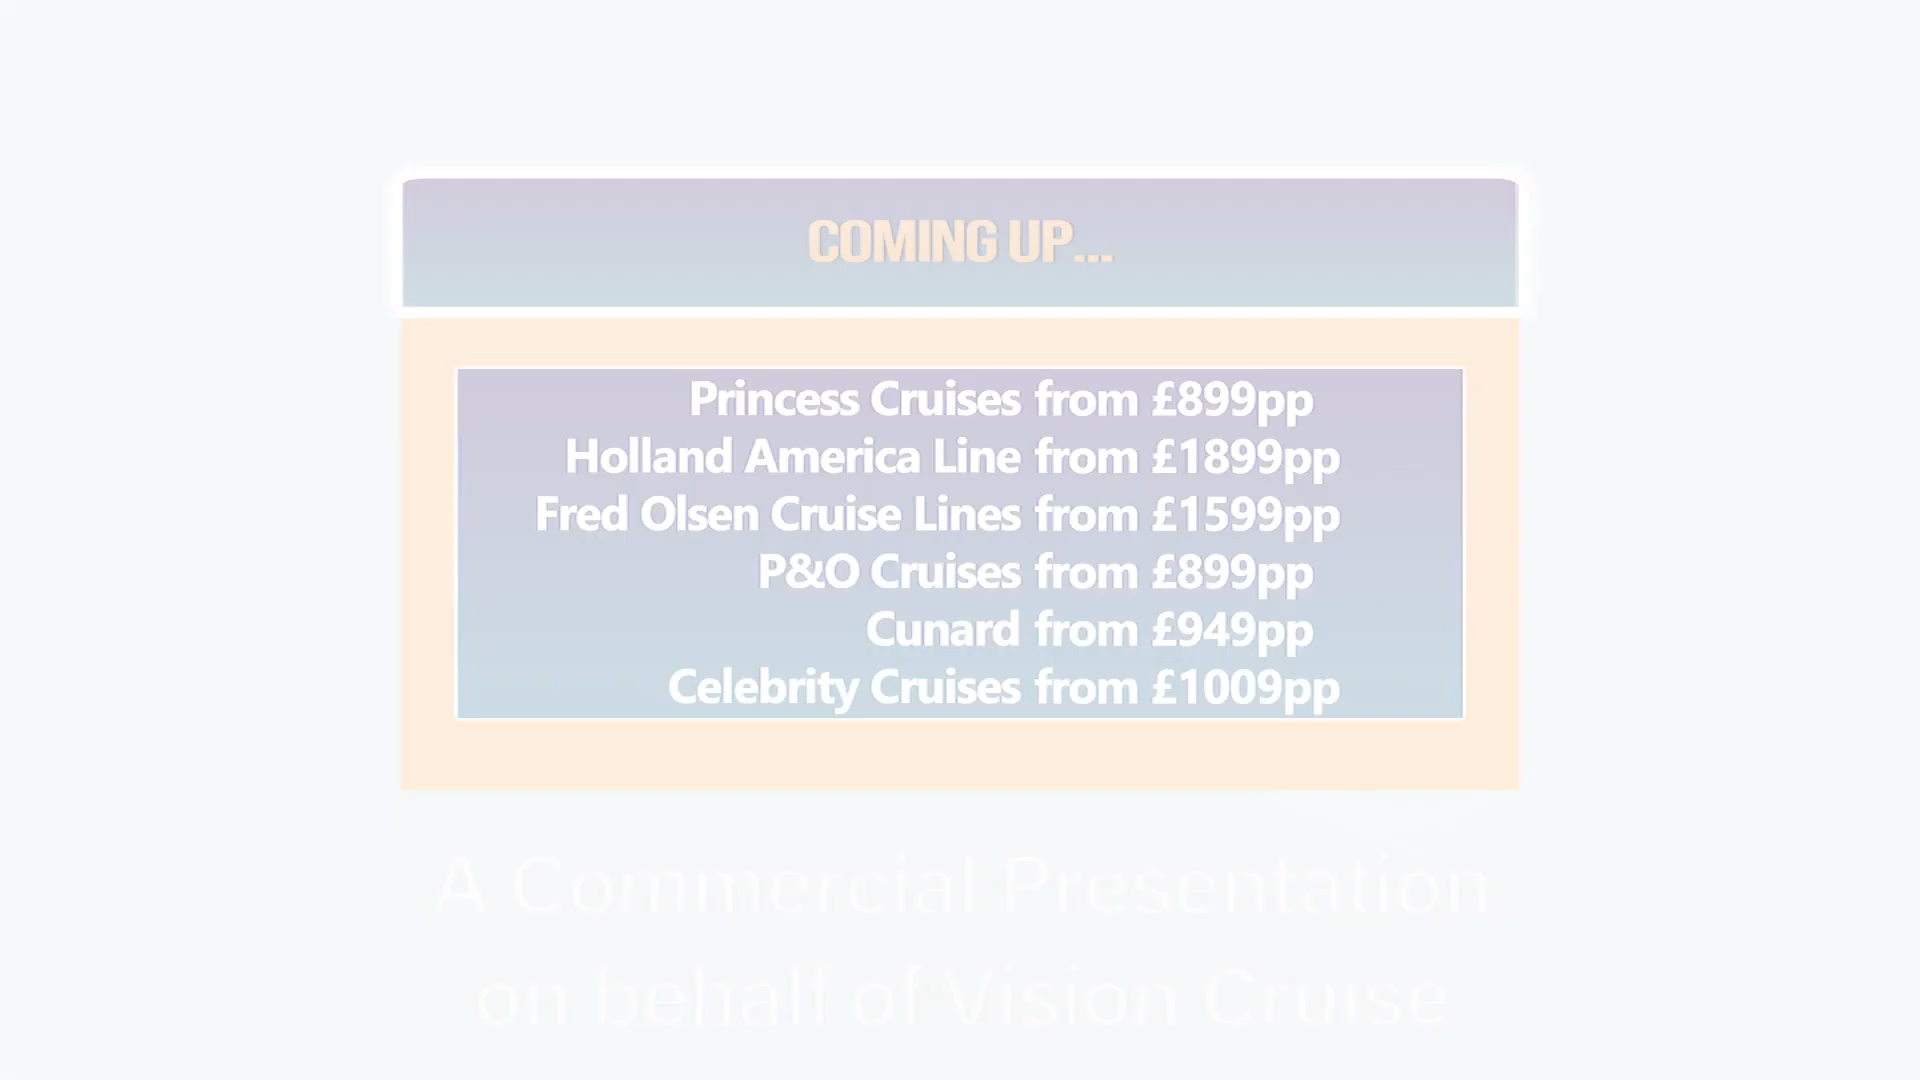 COMING UP...
Princess Cruises from £899pp
Holland America Line from £1899pp
Fred Olsen Cruise Lines from £1599pp
P&O Cruises from £899pp
Cunard from £949pp
Celebrity Cruises from £1009pp
A Commercial Presentation
on behalf of Vision Cruise